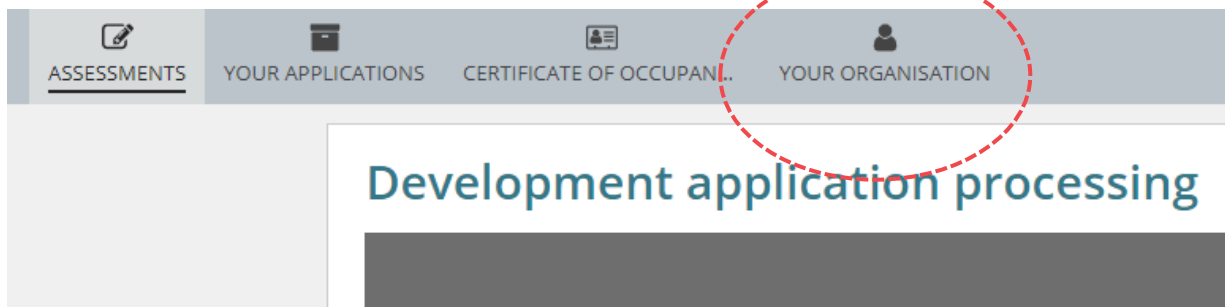 ASSESSMENTS YOUR APPLICATIONS CERTIFICATE OF OCCUPAN... YOUR ORGANISATION
Development application processing